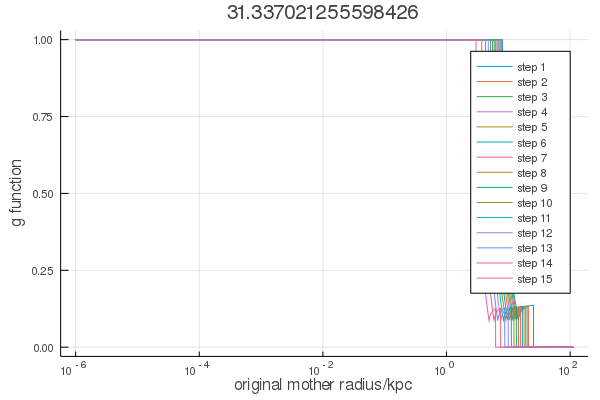 31.337021255598426
g function
1.00
0.75
0.50
0.25
0.00
step 1
step 2
step 3
step 4
step 5
step 6
step 7
step 8
step 9
step 10
step 11
step 12
step 13
step 14
step 15
10^-6 10^-4 10^-2 10^0 10^2
original mother radius/kpc